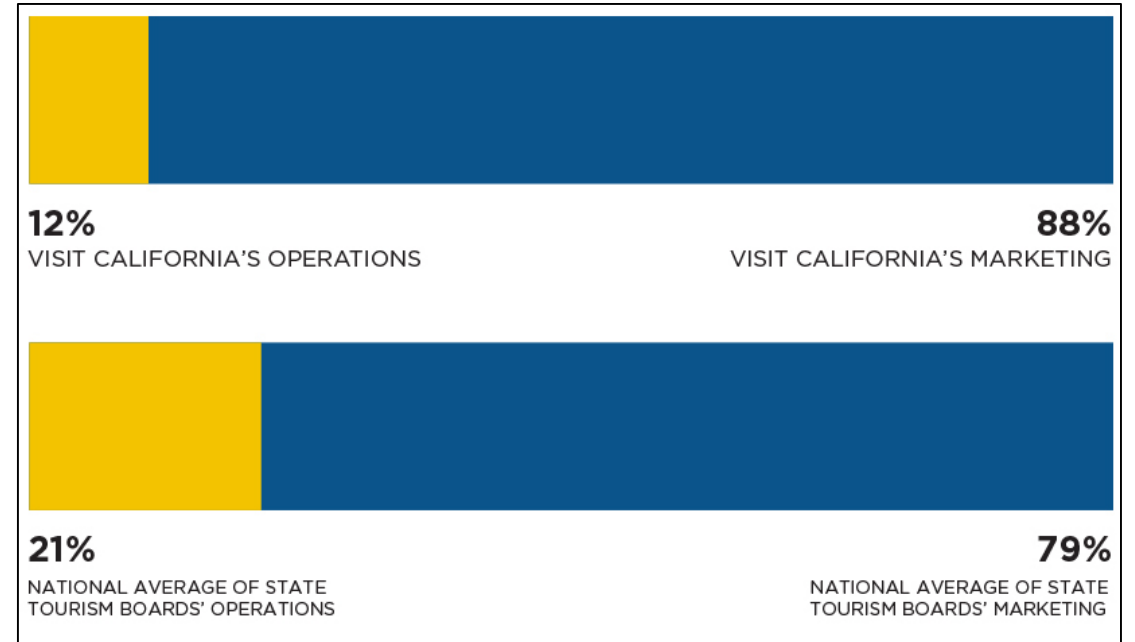 12%
VISIT CALIFORNIA’S OPERATIONS
88%
VISIT CALIFORNIA’S MARKETING
21%
NATIONAL AVERAGE OF STATE
TOURISM BOARDS’ OPERATIONS
79%
NATIONAL AVERAGE OF STATE
TOURISM BOARDS’ MARKETING